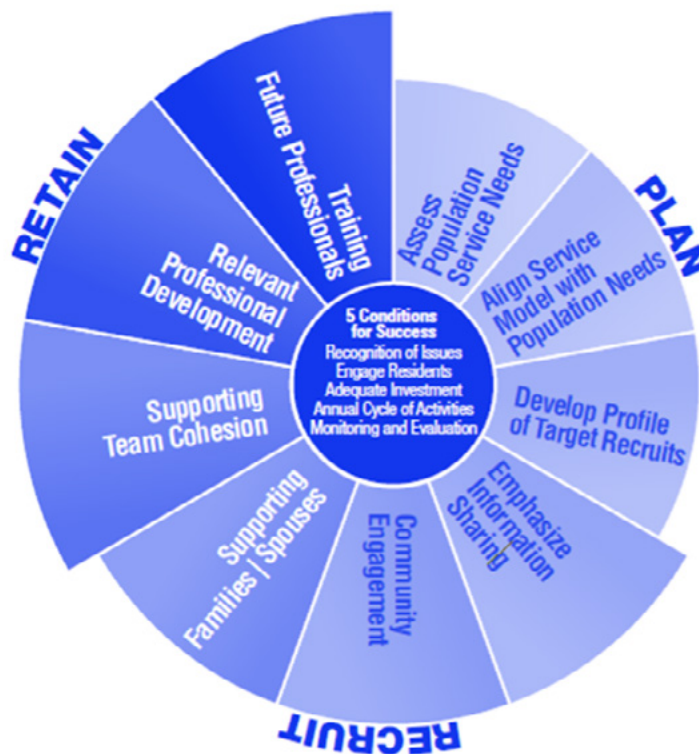 PLAN
Assess
Population
Service Needs
Align Service
Model with
Population Needs
Develop Profile
of Target Recruits
RECRUIT
Emphasize
Information
Sharing
Community
Engagement
Supporting
Families | Spouses
RETAIN
Supporting
Team Cohesion
Relevant
Professional
Development
Training
Future Professionals
5 Conditions
for Success
Recognition of Issues
Engage Residents
Adequate Investment
Annual Cycle of Activities
Monitoring and Evaluation